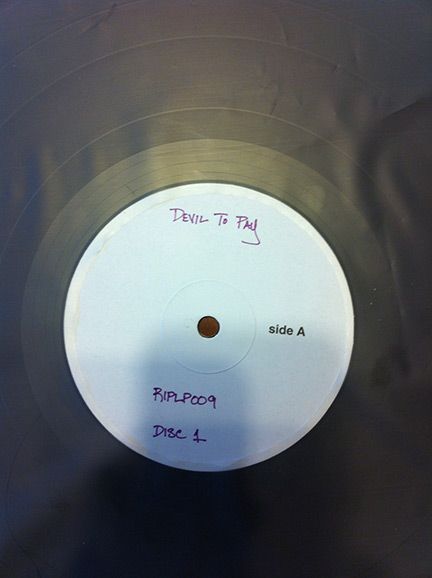 DEVIL TO PAY
side A
RIPLP009
DISC 1